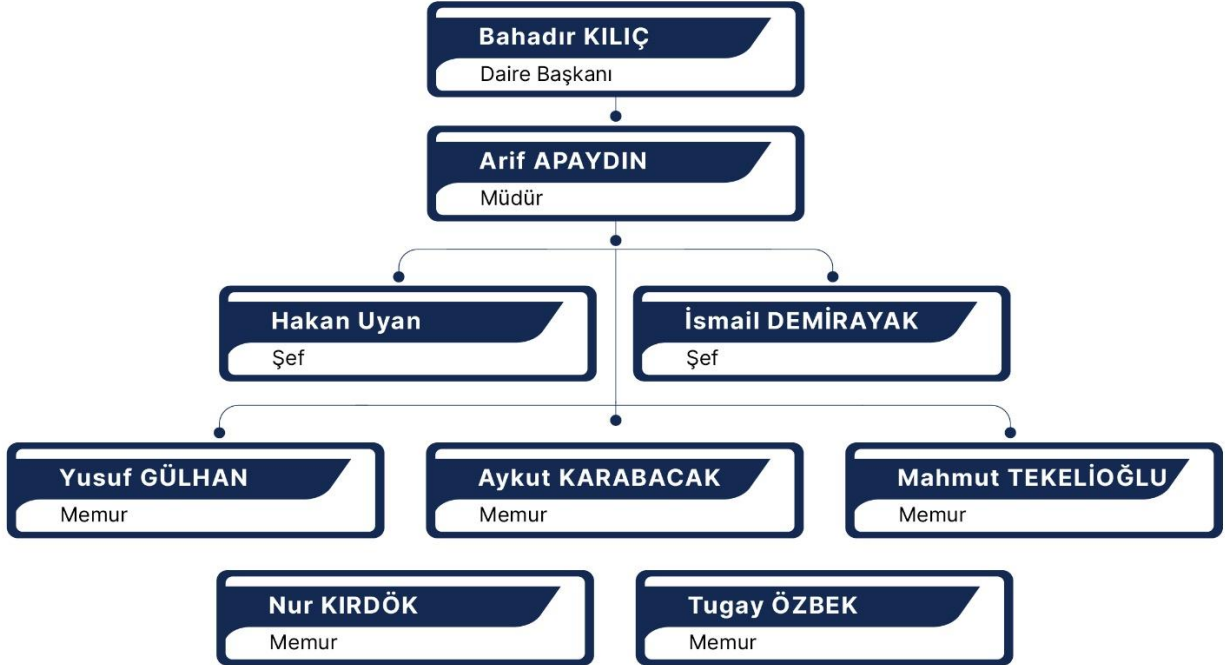 Bahadır KILIÇ
Daire Başkanı
Arif APAYDIN
Müdür
Hakan Uyan
Şef
İsmail DEMİRAYAK
Şef
Yusuf GÜLHAN
Memur
Aykut KARABACAK
Memur
Mahmut TEKELİOĞLU
Memur
Nur KIRDÖK
Memur
Tugay ÖZBEK
Memur